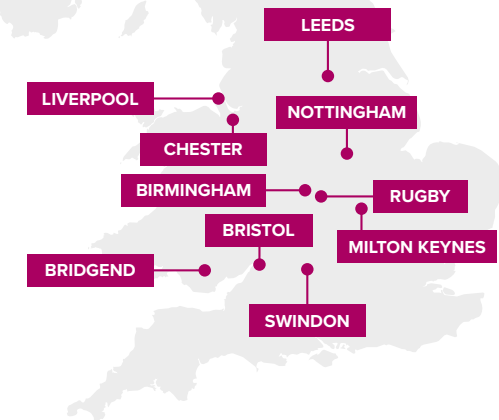 LEEDS
LIVERPOOL
NOTTINGHAM
CHESTER
BIRMINGHAM
RUGBY
BRISTOL
MILTON KEYNES
BRIDGEND
SWINDON